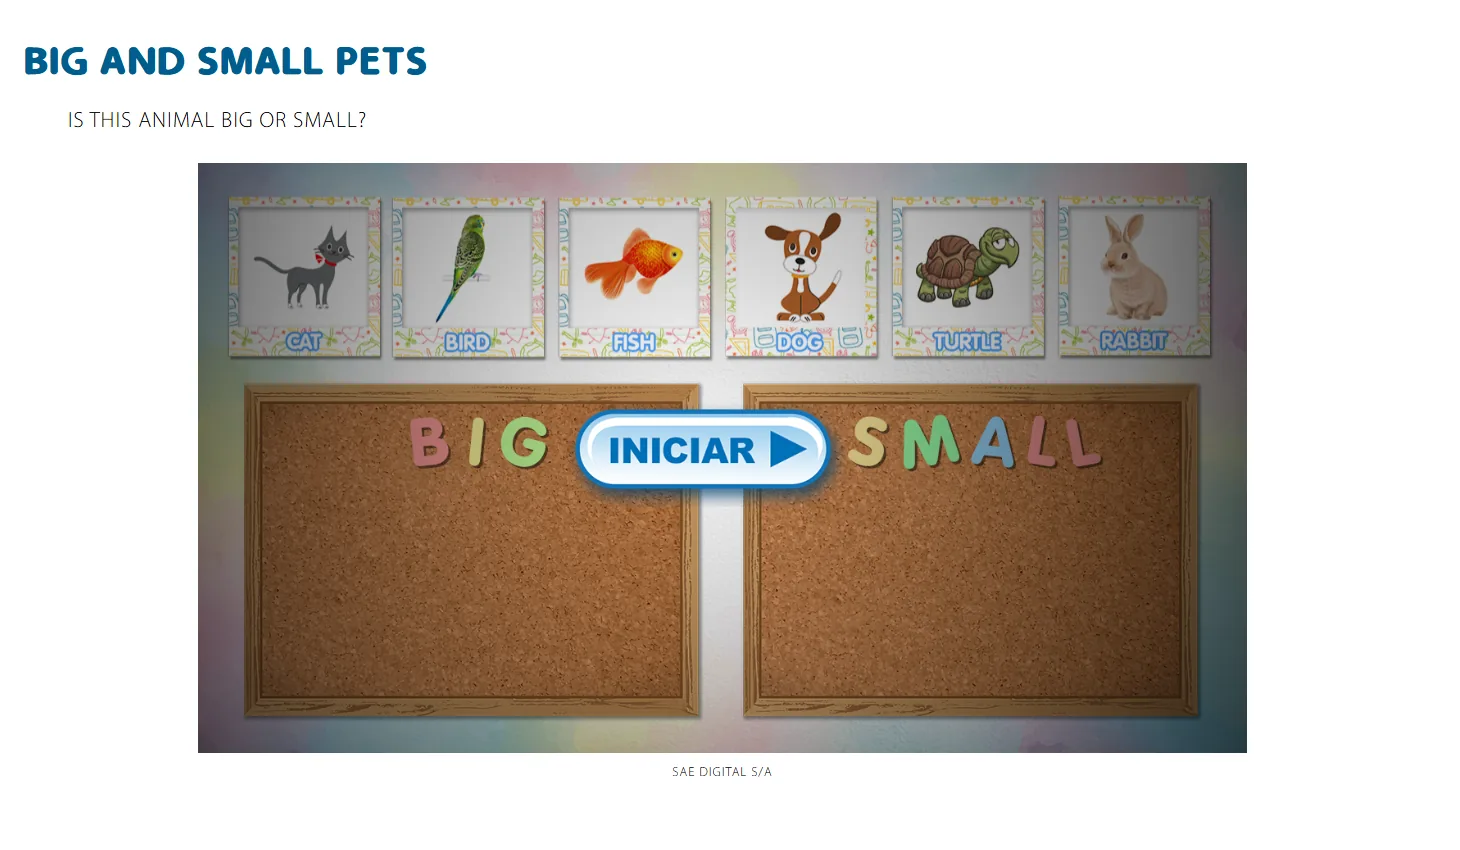 BIG AND SMALL PETS
IS THIS ANIMAL BIG OR SMALL?
CAT
BIRD
FISH
DOG
TURTLE
RABBIT
BIG
INICIAR
SMALL
SAE DIGITAL S/A